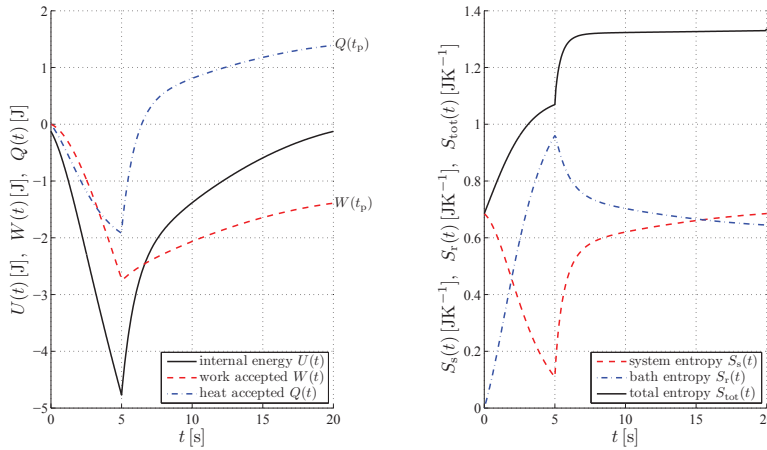 U(t) [J], W(t) [J], Q(t) [J]
2
1
0
−1
−2
−3
−4
−5
Q(t_p)
W(t_p)
internal energy U(t)
work accepted W(t)
heat accepted Q(t)
0 5 10 15 20
t [s]
S_s(t) [JK⁻¹], S_r(t) [JK⁻¹], S_tot(t) [JK⁻¹]
1.4
1.2
1
0.8
0.6
0.4
0.2
0
system entropy S_s(t)
bath entropy S_r(t)
total entropy S_tot(t)
0 5 10 15 20
t [s]